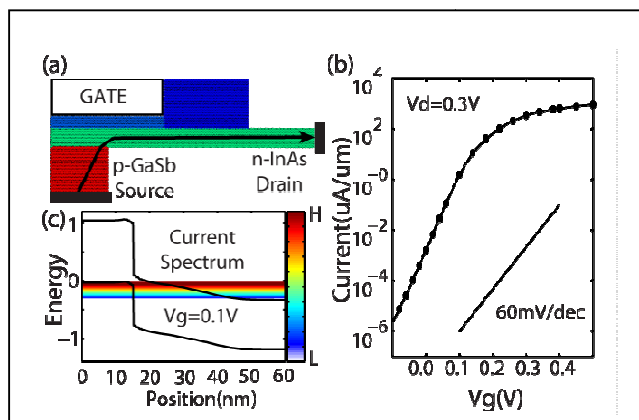 (a)
GATE
p-GaSb
Source
n-InAs
Drain
(b)
Vd=0.3V
60mV/dec
Current(uA/um)
10^2
10^2
10^-0
10^-2
10^-4
10^-6
0.0 0.1 0.2 0.3 0.4
Vg(V)
(c)
Current
Spectrum
Vg=0.1V
H
L
Energy
1
0
-1
0 10 20 30 40 50 60
Position(nm)